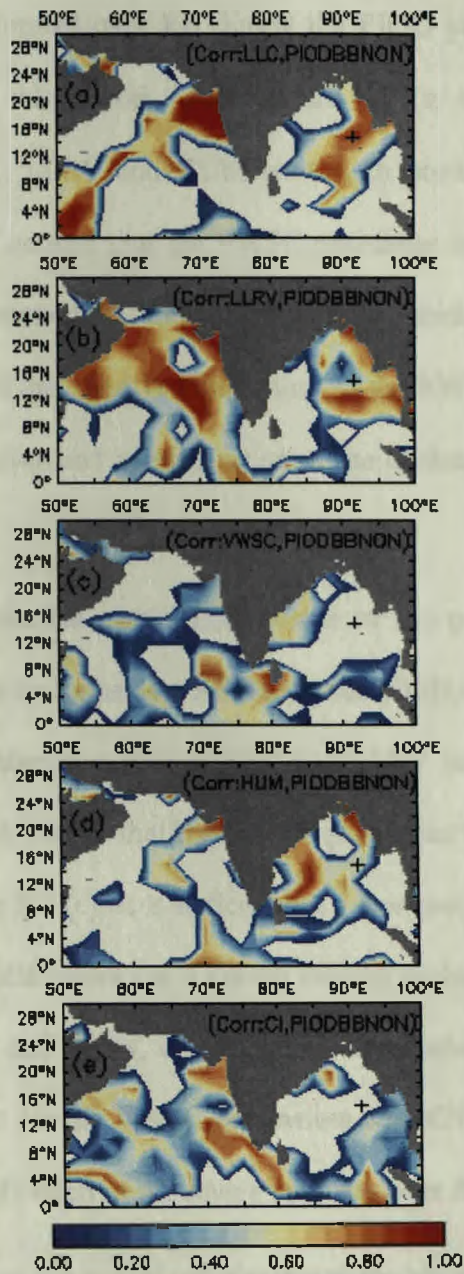 50°E 60°E 70°E 80°E 90°E 100°E
28°N (Corr:LLC,PIODBBNON)
24°N
20°N (a)
16°N
12°N
8°N
4°N
0°
50°E 60°E 70°E 80°E 90°E 100°E
28°N (Corr:LLRV,PIODBBNON)
24°N
20°N (b)
16°N
12°N
8°N
4°N
0°
50°E 60°E 70°E 80°E 90°E 100°E
28°N (Corr:VWSC,PIODBBNON)
24°N
20°N (c)
16°N
12°N
8°N
4°N
0°
50°E 60°E 70°E 80°E 90°E 100°E
28°N (Corr:HUM,PIODBBNON)
24°N
20°N (d)
16°N
12°N
8°N
4°N
0°
50°E 60°E 70°E 80°E 90°E 100°E
28°N (Corr:CI,PIODBBNON)
24°N
20°N (e)
16°N
12°N
8°N
4°N
0°
0.00 0.20 0.40 0.60 0.80 1.00